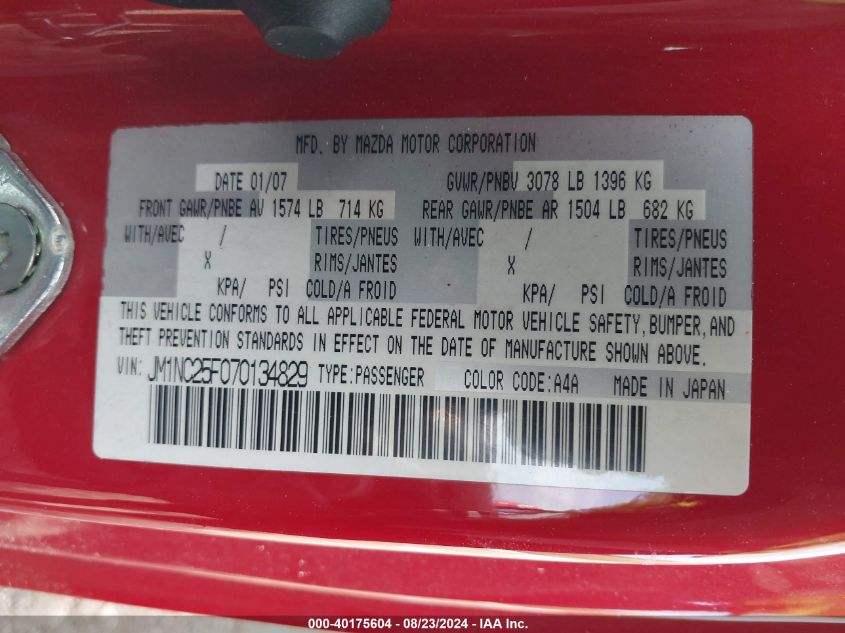 MFD. BY MAZDA MOTOR CORPORATION
DATE 01/07 GVWR/PNBV 3078 LB 1396 KG
FRONT GAWR/PNBE AV 1574 LB 714 KG REAR GAWR/PNBE AR 1504 LB 682 KG
WITH/AVEC / TIRES/PNEUS WITH/AVEC / TIRES/PNEUS
X RIMS/JANTES X RIMS/JANTES
KPA/ PSI COLD/A FROID KPA/ PSI COLD/A FROID
THIS VEHICLE CONFORMS TO ALL APPLICABLE FEDERAL MOTOR VEHICLE SAFETY, BUMPER, AND
THEFT PREVENTION STANDARDS IN EFFECT ON THE DATE OF MANUFACTURE SHOWN ABOVE.
VIN: JM1NC25F070134829 TYPE:PASSENGER COLOR CODE:A4A MADE IN JAPAN
000-40175604 - 08/23/2024 - IAA Inc.